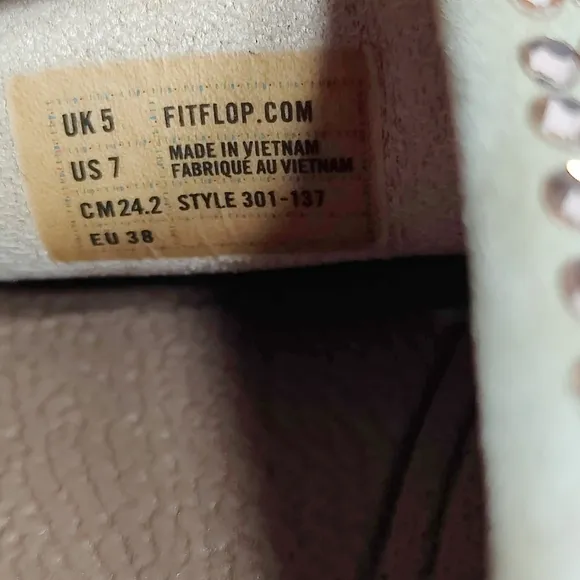 UK 5 FITFLOP.COM
US 7 MADE IN VIETNAM
FABRIQUÉ AU VIETNAM
CM 24.2 STYLE 301-137
EU 38